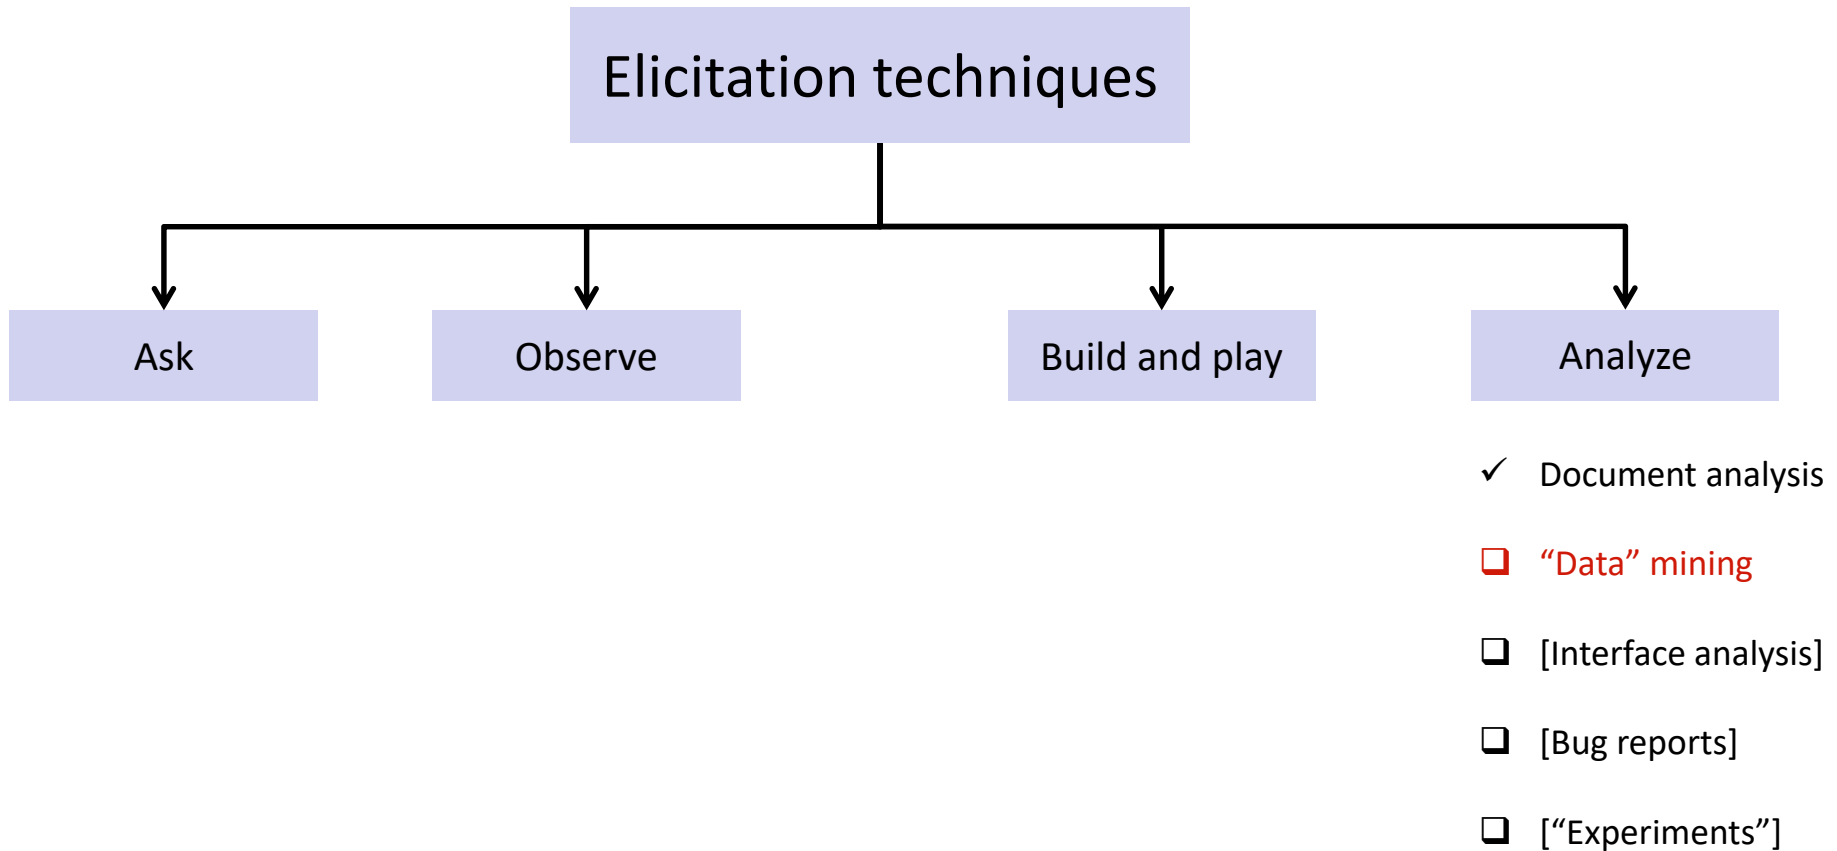 Elicitation techniques
Ask
Observe
Build and play
Analyze
✓ Document analysis
❑ “Data” mining
❑ [Interface analysis]
❑ [Bug reports]
❑ [“Experiments”]